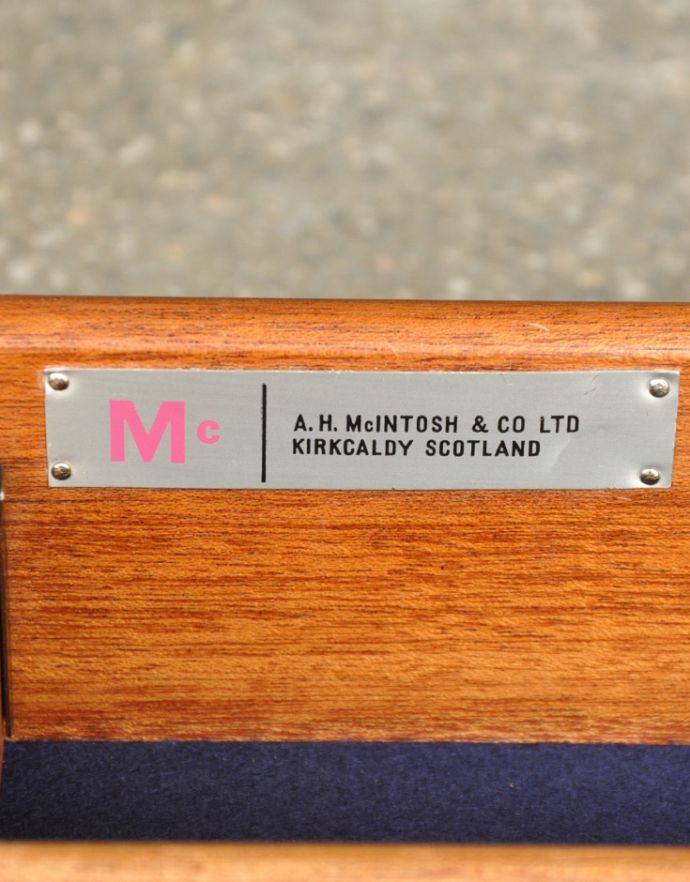 Mc
A.H. McINTOSH & CO LTD
KIRKCALDY SCOTLAND